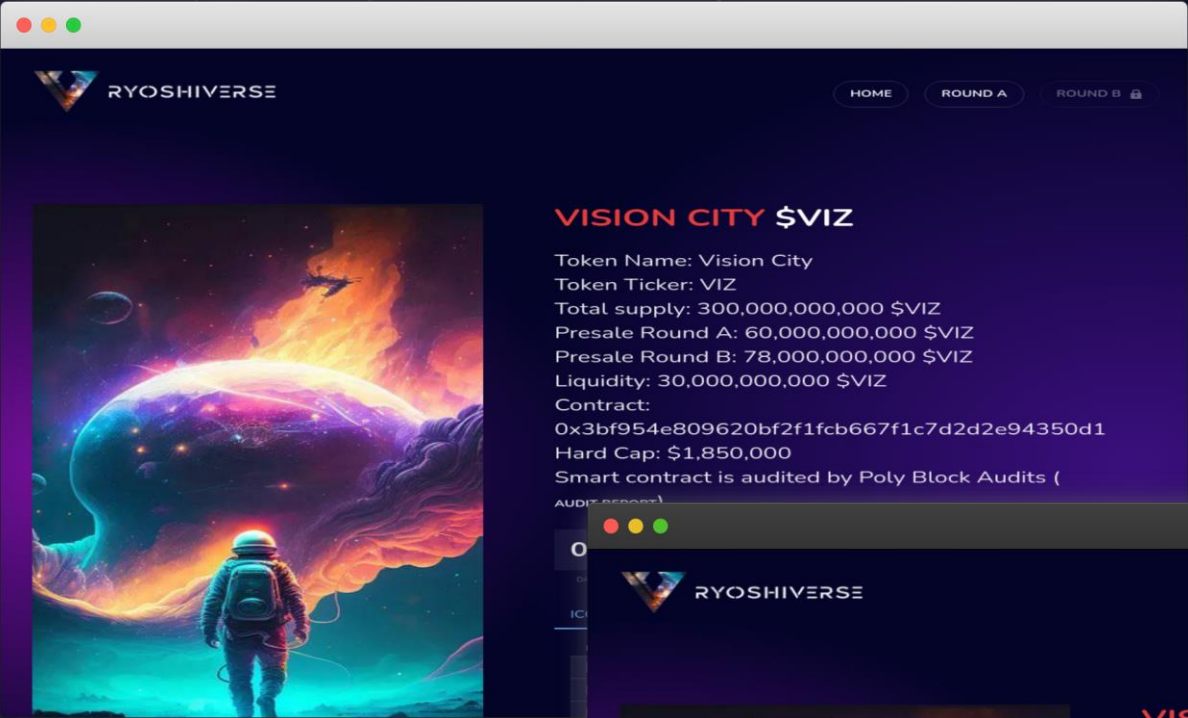 RYOSHIVERSE
HOME
ROUND A
ROUND B
VISION CITY $VIZ
Token Name: Vision City
Token Ticker: VIZ
Total supply: 300,000,000,000 $VIZ
Presale Round A: 60,000,000,000 $VIZ
Presale Round B: 78,000,000,000 $VIZ
Liquidity: 30,000,000,000 $VIZ
Contract:
0x3bf954e809620bf2f1fcb667f1c7d2d2e94350d1
Hard Cap: $1,850,000
Smart contract is audited by Poly Block Audits (
AUDIT REPORT)
0
RYOSHIVERSE